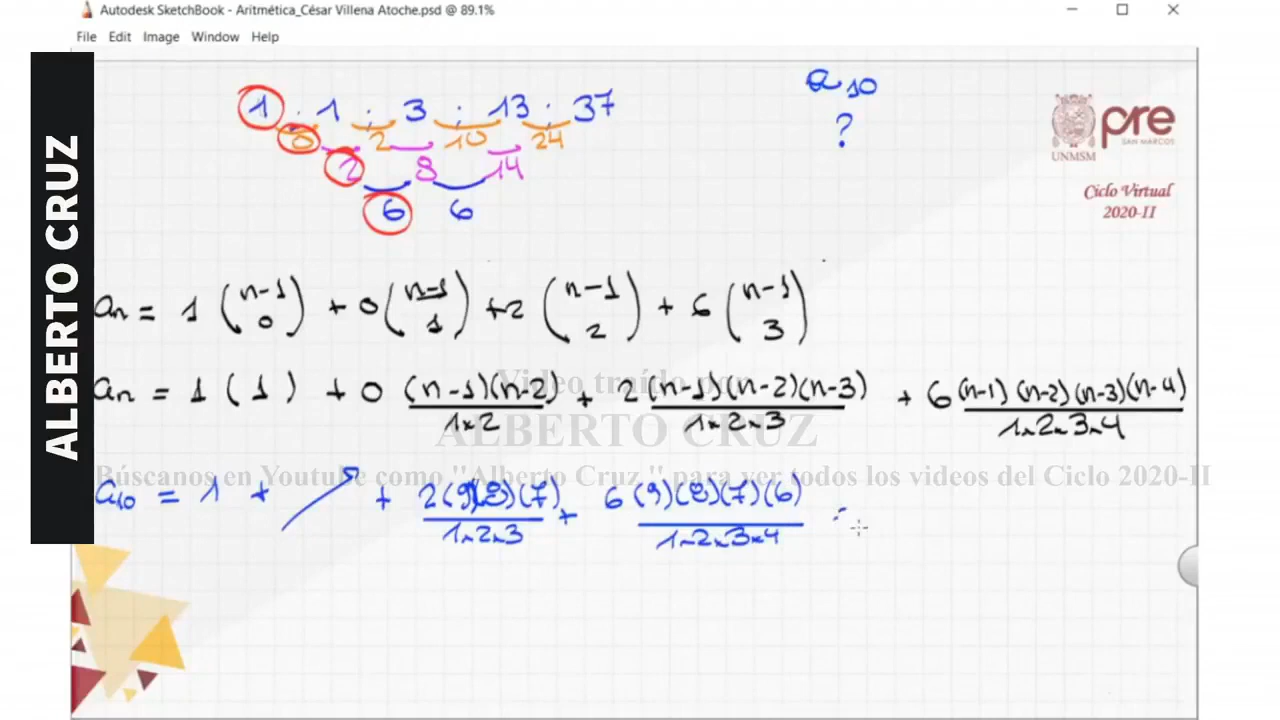 Autodesk SketchBook - Aritmética_César Villena Atoche.psd @ 89.1%
File Edit Image Window Help
ALBERTO CRUZ
1 ; 1 ; 3 ; 13 ; 37
0 2 10 24
2 8 14
6 6
a₁₀
?
UNMSM
pre
SAN MARCOS
Ciclo Virtual
2020-II
aₙ = 1 (n-1 0) + 0 (n-1 1) + 2 (n-1 2) + 6 (n-1 3)
aₙ = 1 (1) + 0 (n-1)(n-2)/1×2 + 2(n-1)(n-2)(n-3)/1×2×3 + 6(n-1)(n-2)(n-3)(n-4)/1×2×3×4
Video traído por
ALBERTO CRUZ
Búscanos en Youtube como "Alberto Cruz " para ver todos los videos del Ciclo 2020-II
a₁₀ = 1 + + 2(9)(8)(7)/1×2×3 + 6(9)(8)(7)(6)/1×2×3×4